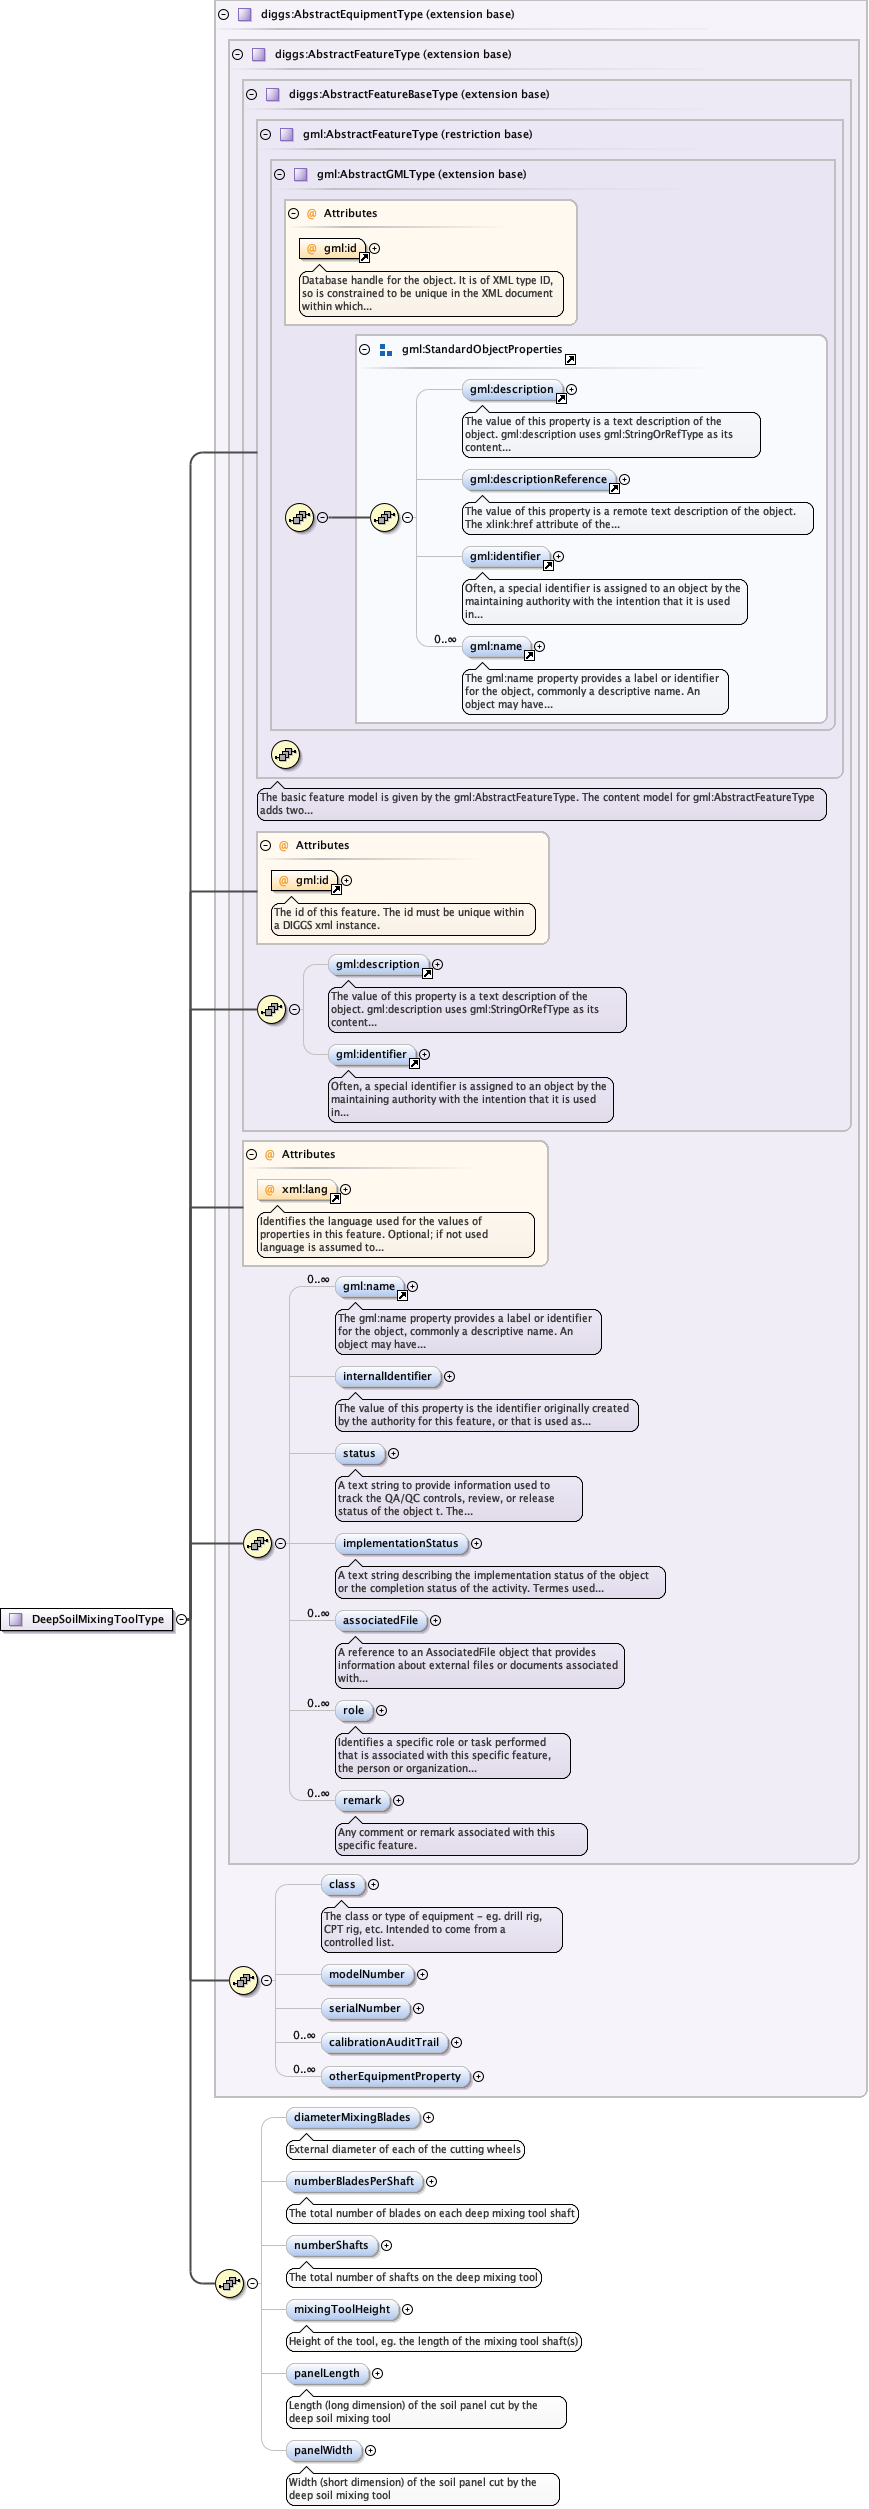 diggs:AbstractEquipmentType (extension base)
diggs:AbstractFeatureType (extension base)
diggs:AbstractFeatureBaseType (extension base)
gml:AbstractFeatureType (restriction base)
gml:AbstractGMLType (extension base)
@ Attributes
@ gml:id
Database handle for the object. It is of XML type ID,
so is constrained to be unique in the XML document
within which...
gml:StandardObjectProperties
gml:description
The value of this property is a text description of the
object. gml:description uses gml:StringOrRefType as its
content...
gml:descriptionReference
The value of this property is a remote text description of the object.
The xlink:href attribute of the...
gml:identifier
Often, a special identifier is assigned to an object by the
maintaining authority with the intention that it is used
in...
0..∞
gml:name
The gml:name property provides a label or identifier
for the object, commonly a descriptive name. An
object may have...
The basic feature model is given by the gml:AbstractFeatureType. The content model for gml:AbstractFeatureType
adds two...
@ Attributes
@ gml:id
The id of this feature. The id must be unique within
a DIGGS xml instance.
gml:description
The value of this property is a text description of the
object. gml:description uses gml:StringOrRefType as its
content...
gml:identifier
Often, a special identifier is assigned to an object by the
maintaining authority with the intention that it is used
in...
@ Attributes
@ xml:lang
Identifies the language used for the values of
properties in this feature. Optional; if not used
language is assumed to...
0..∞
gml:name
The gml:name property provides a label or identifier
for the object, commonly a descriptive name. An
object may have...
internalIdentifier
The value of this property is the identifier originally created
by the authority for this feature, or that is used as...
status
A text string to provide information used to
track the QA/QC controls, review, or release
status of the object t. The...
implementationStatus
A text string describing the implementation status of the object
or the completion status of the activity. Termes used...
0..∞
associatedFile
A reference to an AssociatedFile object that provides
information about external files or documents associated
with...
DeepSoilMixingToolType
0..∞
role
Identifies a specific role or task performed
that is associated with this specific feature,
the person or organization...
0..∞
remark
Any comment or remark associated with this
specific feature.
class
The class or type of equipment – eg. drill rig,
CPT rig, etc. Intended to come from a
controlled list.
modelNumber
serialNumber
0..∞
calibrationAuditTrail
0..∞
otherEquipmentProperty
diameterMixingBlades
External diameter of each of the cutting wheels
numberBladesPerShaft
The total number of blades on each deep mixing tool shaft
numberShafts
The total number of shafts on the deep mixing tool
mixingToolHeight
Height of the tool, eg. the length of the mixing tool shaft(s)
panelLength
Length (long dimension) of the soil panel cut by the
deep soil mixing tool
panelWidth
Width (short dimension) of the soil panel cut by the
deep soil mixing tool